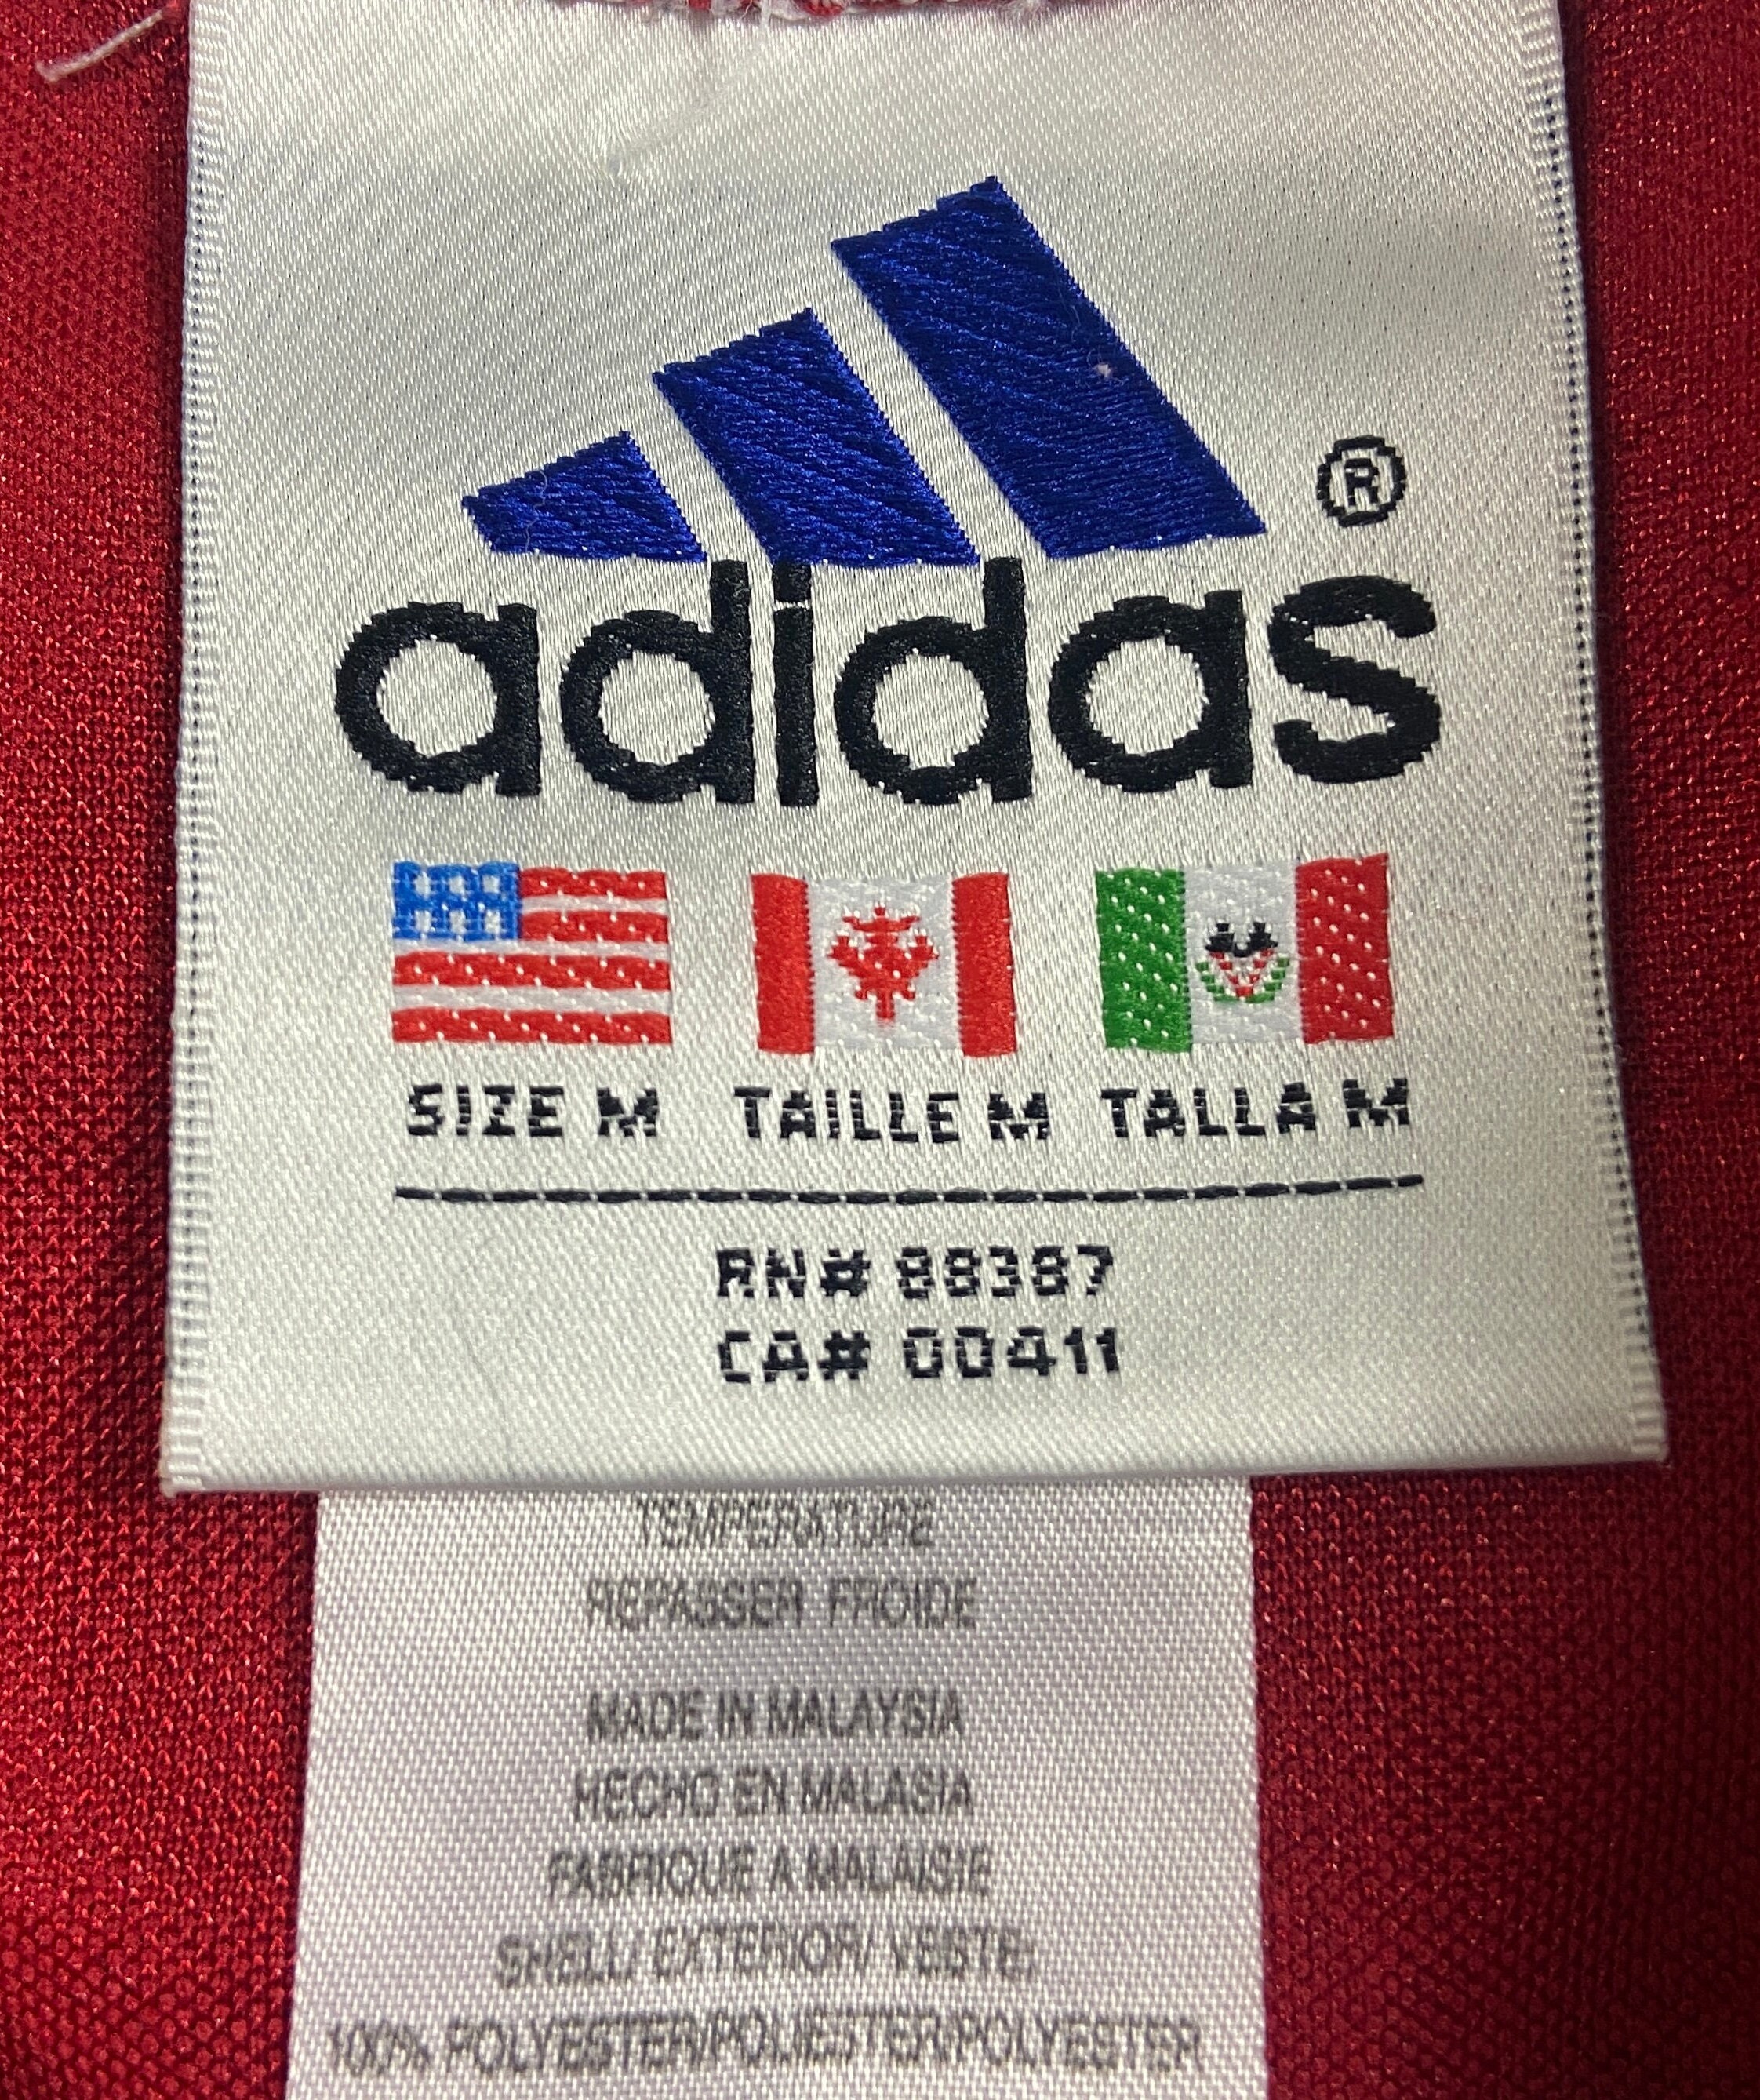 ®
adidas
SIZE M TAILLE M TALLA M
RN# 88387
CA# 00411
TEMPERATURE
REPASSER FROIDE
MADE IN MALAYSIA
HECHO EN MALASIA
FABRIQUE A MALAISIE
SHELL/ EXTERIOR/ VESTE
100% POLYESTER/POLIESTER/POLYESTER